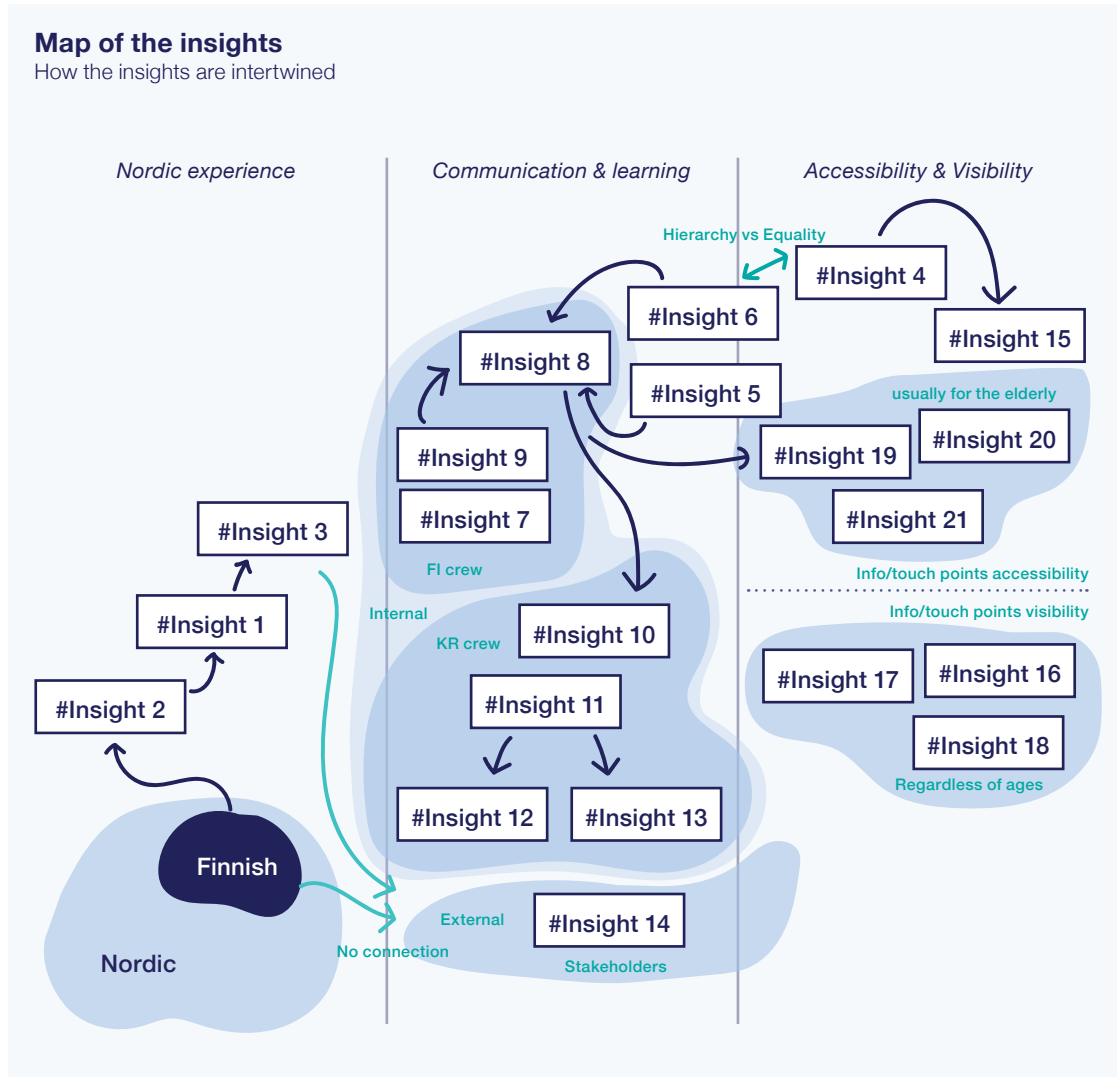 Map of the insights
How the insights are intertwined
Nordic experience
Communication & learning
Accessibility & Visibility
Hierarchy vs Equality
#Insight 4
#Insight 6
#Insight 15
#Insight 8
#Insight 5
usually for the elderly
#Insight 9
#Insight 19
#Insight 20
#Insight 7
#Insight 21
#Insight 3
FI crew
Info/touch points accessibility
Internal
Info/touch points visibility
#Insight 1
KR crew
#Insight 10
#Insight 17
#Insight 16
#Insight 2
#Insight 11
#Insight 18
Regardless of ages
#Insight 12
#Insight 13
Finnish
External
#Insight 14
No connection
Nordic
Stakeholders